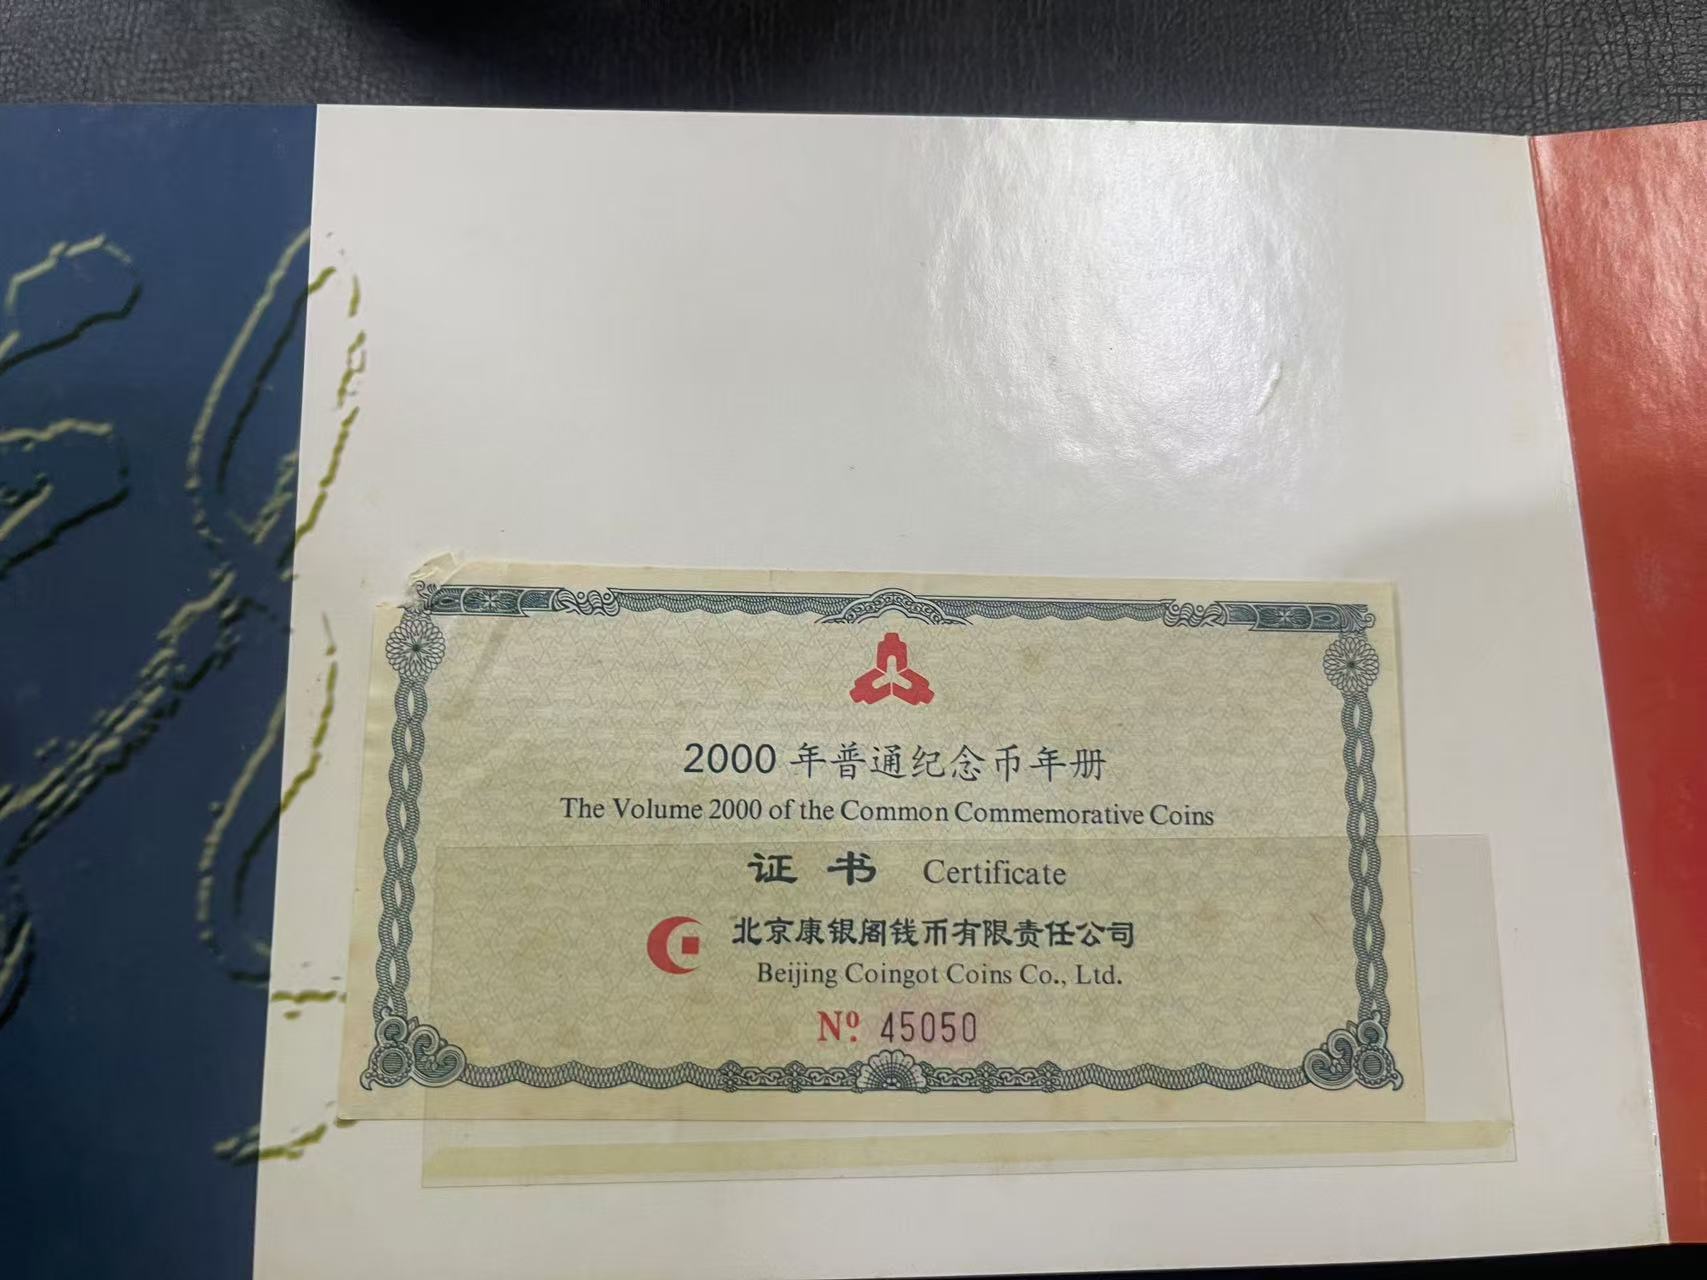 2000 年普通纪念币年册
The Volume 2000 of the Common Commemorative Coins
证 书 Certificate
北京康银阁钱币有限责任公司
Beijing Coingot Coins Co., Ltd.
Nº. 45050